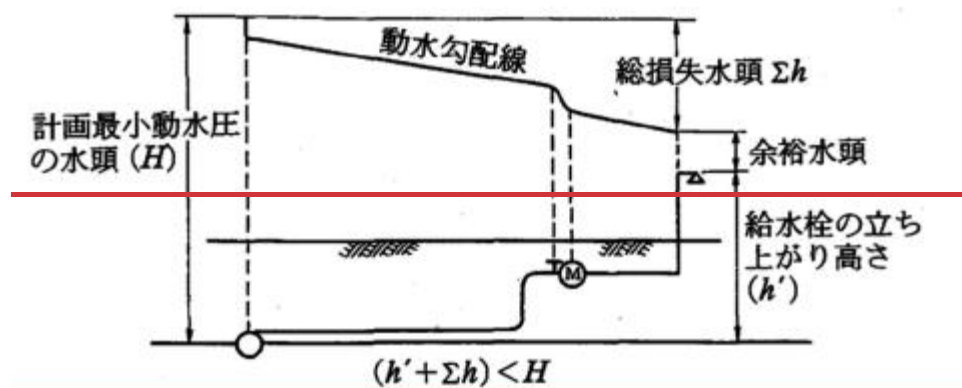 動水勾配線
総損失水頭 Σh
計画最小動水圧
の水頭 (H)
余裕水頭
給水栓の立ち
上がり高さ
(h′)
M
(h′+Σh)<H